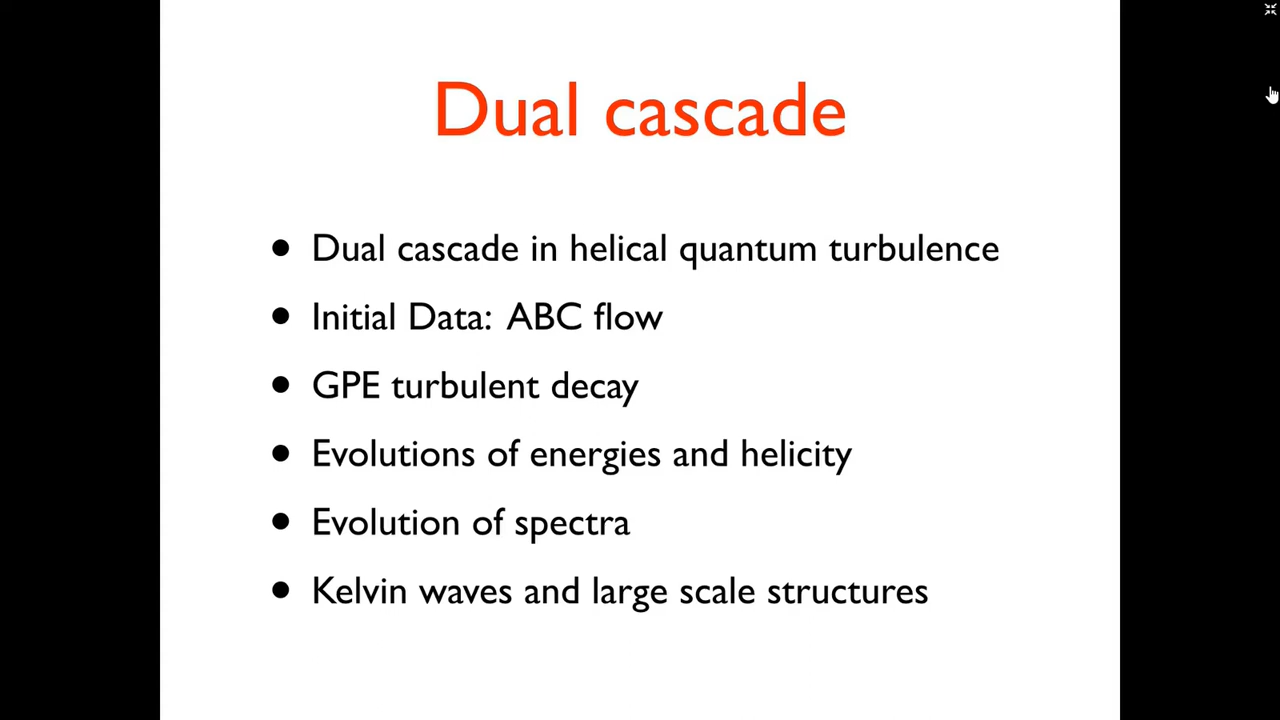 Dual cascade
• Dual cascade in helical quantum turbulence
• Initial Data: ABC flow
• GPE turbulent decay
• Evolutions of energies and helicity
• Evolution of spectra
• Kelvin waves and large scale structures